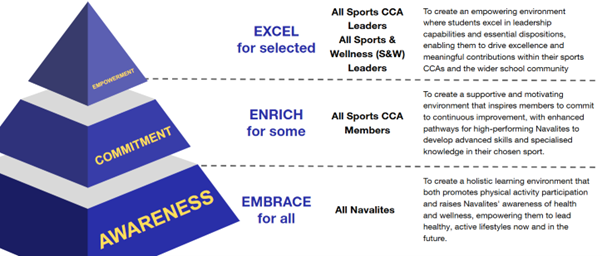 EMPOWERMENT
EXCEL
for selected
All Sports CCA
Leaders
All Sports &
Wellness (S&W)
Leaders
To create an empowering environment
where students excel in leadership
capabilities and essential dispositions,
enabling them to drive excellence and
meaningful contributions within their sports
CCAs and the wider school community
COMMITMENT
ENRICH
for some
All Sports CCA
Members
To create a supportive and motivating
environment that inspires members to commit
to continuous improvement, with enhanced
pathways for high-performing Navalites to
develop advanced skills and specialised
knowledge in their chosen sport.
AWARENESS
EMBRACE
for all
All Navalites
To create a holistic learning environment that
both promotes physical activity participation
and raises Navalites' awareness of health
and wellness, empowering them to lead
healthy, active lifestyles now and in
the future.